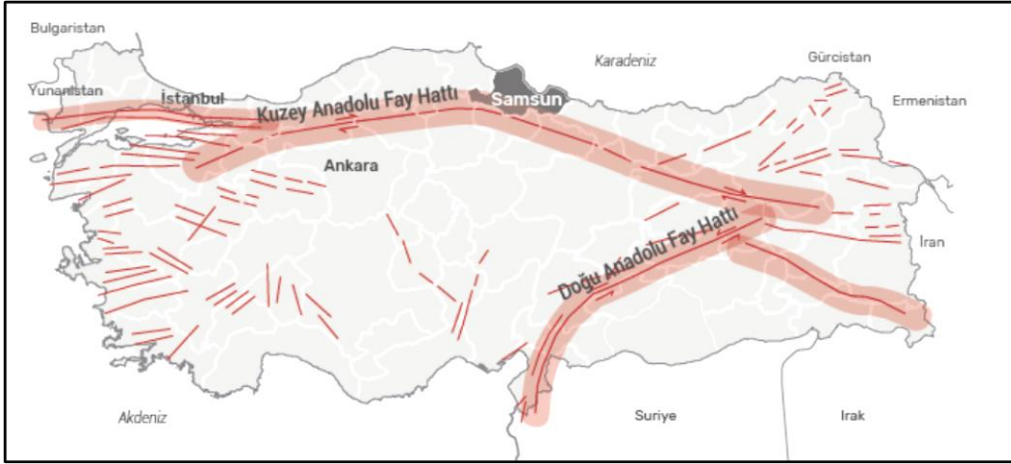 Bulgaristan
Karadeniz
Gürcistan
Yunanistan
İstanbul
Kuzey Anadolu Fay Hattı
Samsun
Ermenistan
Ankara
Doğu Anadolu Fay Hattı
İran
Akdeniz
Suriye
Irak